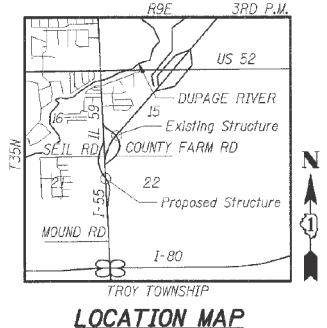 R9E 3RD P.M.
US 52
DUPAGE RIVER
IL 59
16
15
Existing Structure
SEIL RD
COUNTY FARM RD
T35N
21
22
I-55
Proposed Structure
N
1
MOUND RD
I-80
TROY TOWNSHIP
LOCATION MAP